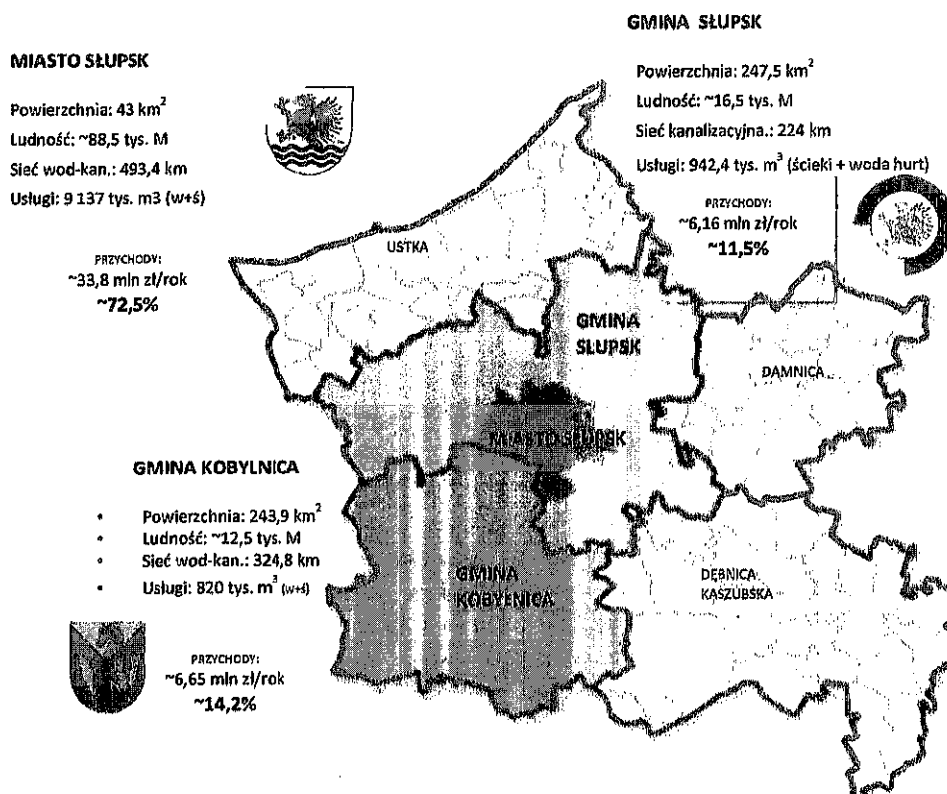 MIASTO SŁUPSK
Powierzchnia: 43 km²
Ludność: ~88,5 tys. M
Sieć wod-kan.: 493,4 km
Usługi: 9 137 tys. m3 (w+ś)
PRZYCHODY:
~33,8 mln zł/rok
~72,5%
GMINA SŁUPSK
Powierzchnia: 247,5 km²
Ludność: ~16,5 tys. M
Sieć kanalizacyjna.: 224 km
Usługi: 942,4 tys. m³ (ścieki + woda hurt)
PRZYCHODY:
~6,16 mln zł/rok
~11,5%
USTKA
GMINA
SŁUPSK
DAMNICA
MIASTO SŁUPSK
GMINA KOBYLNICA
• Powierzchnia: 243,9 km²
• Ludność: ~12,5 tys. M
• Sieć wod-kan.: 324,8 km
• Usługi: 820 tys. m³ (w+ś)
PRZYCHODY:
~6,65 mln zł/rok
~14,2%
GMINA
KOBYLNICA
DĘBNICA
KASZUBSKA